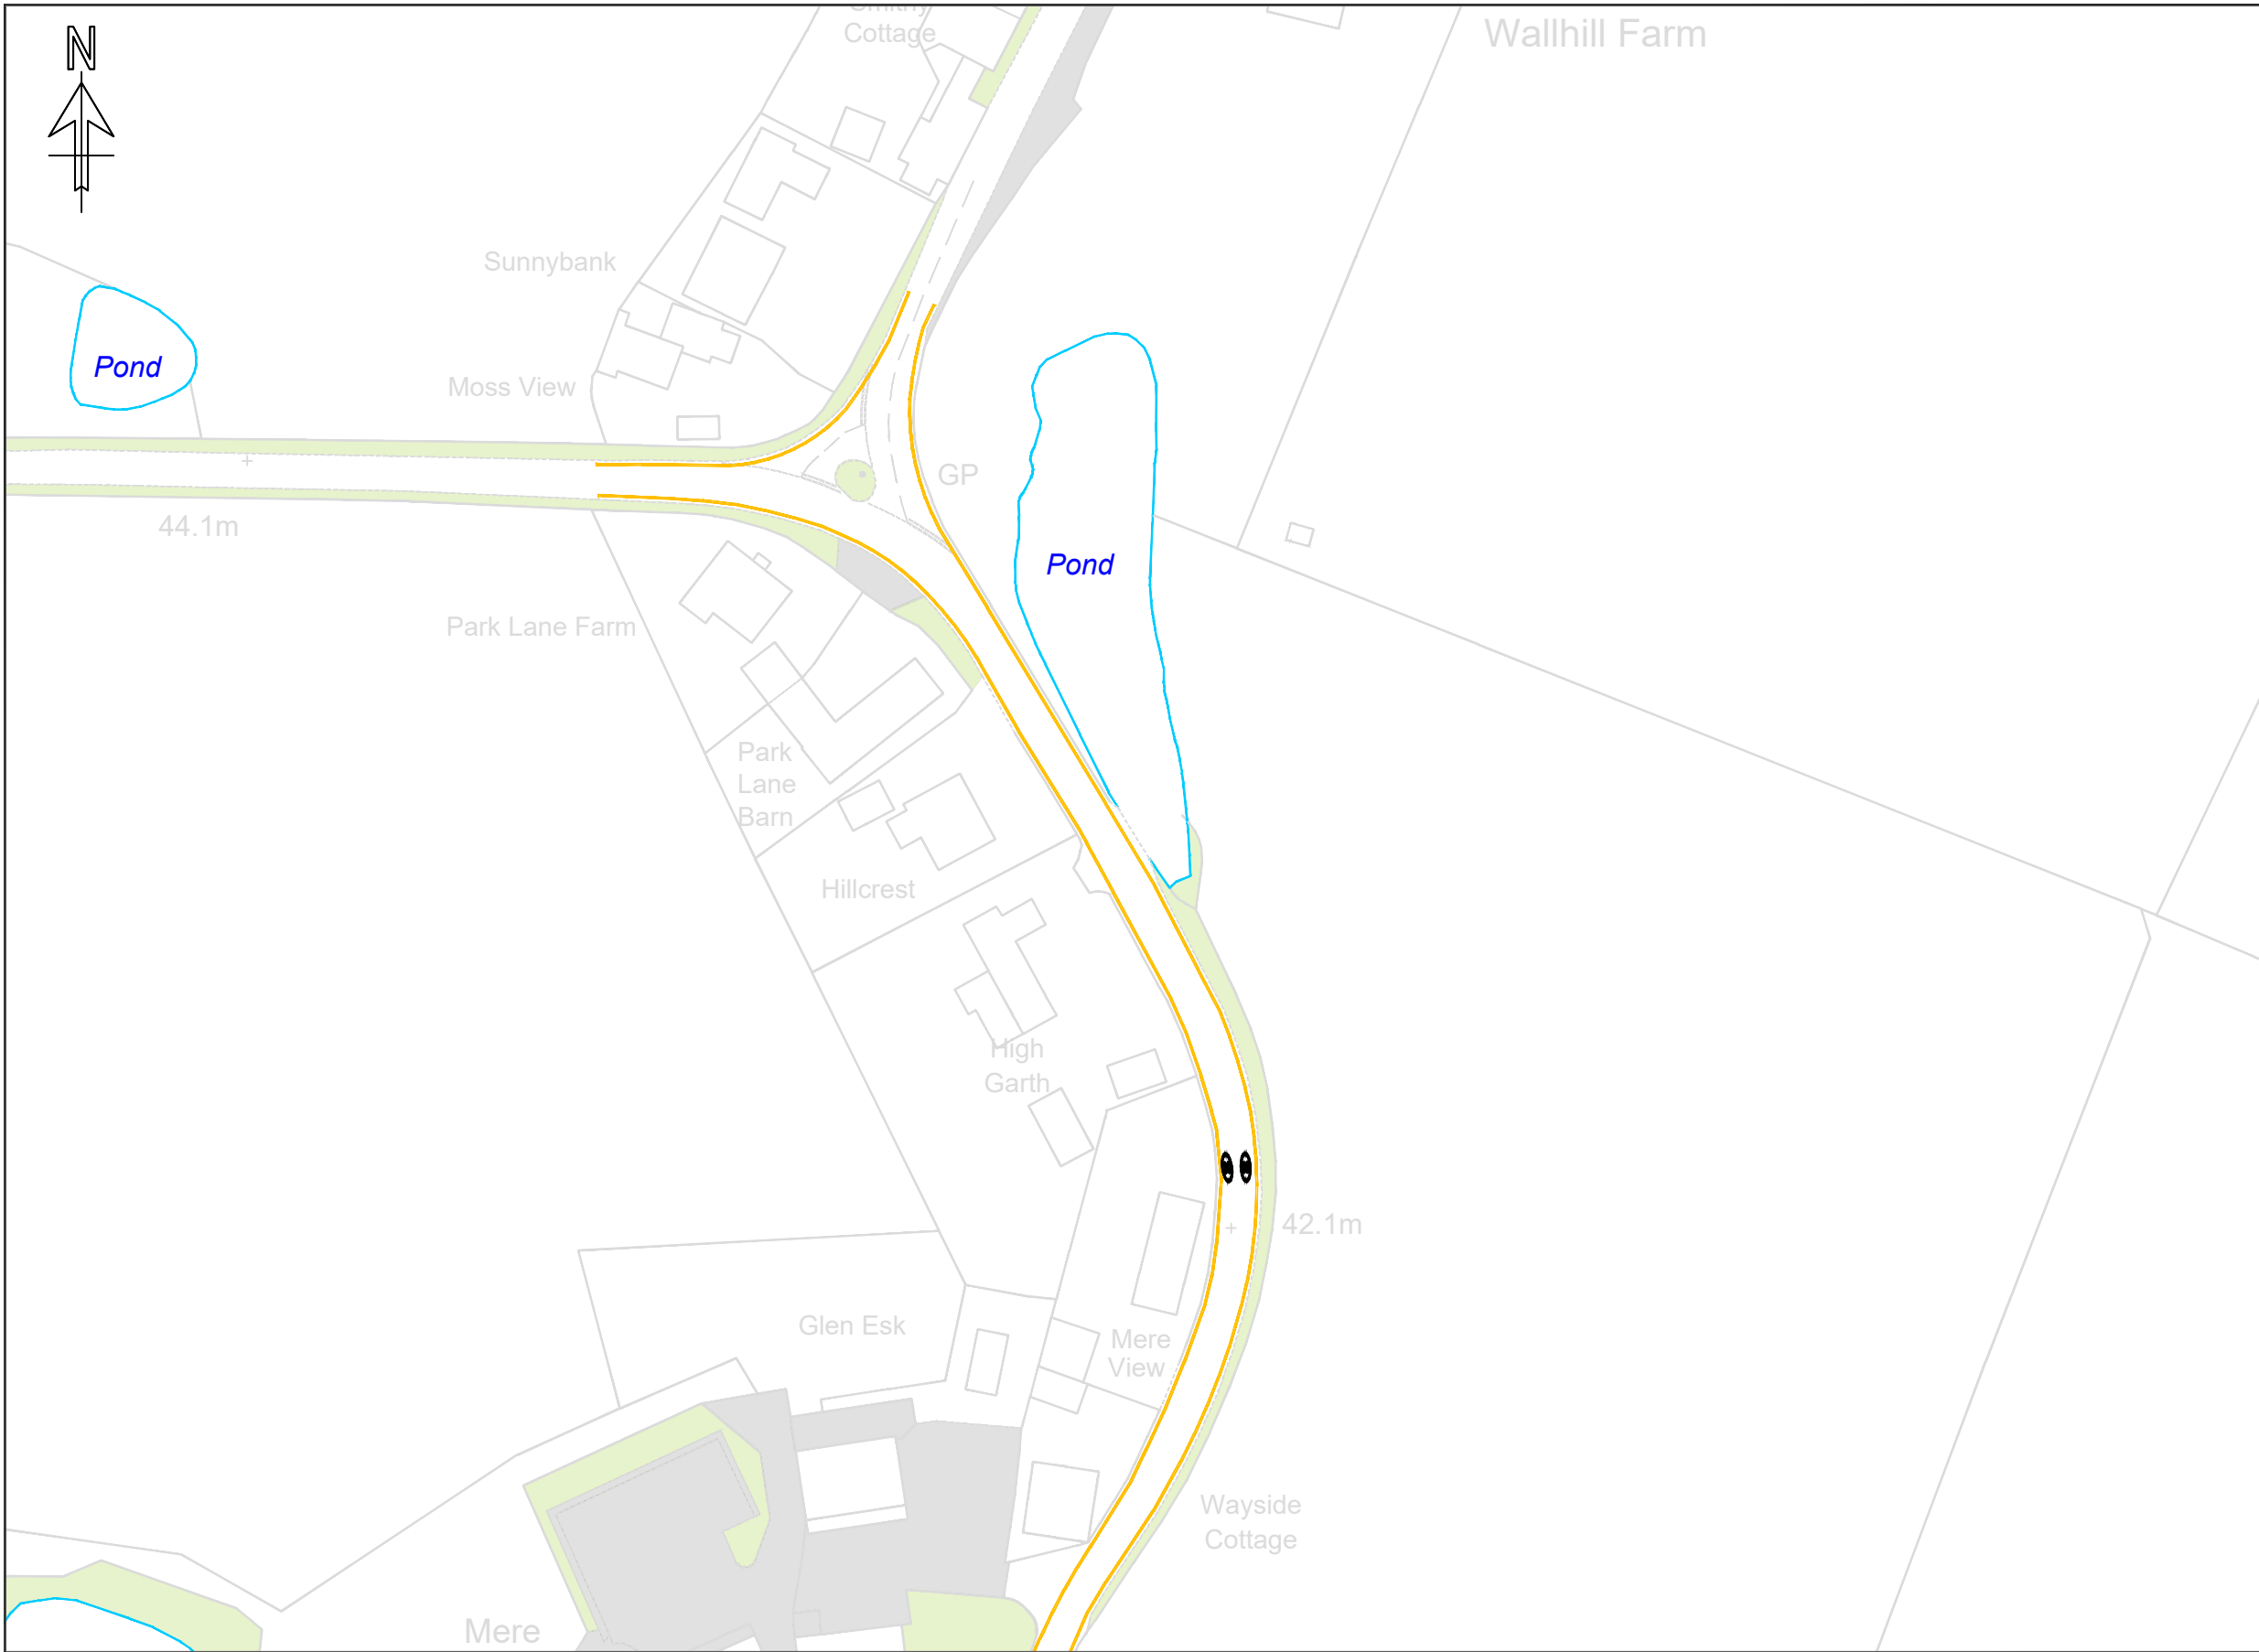 Smithy
Cottage
Wallhill Farm
N
Sunnybank
Pond
Moss View
GP
44.1m
Pond
Park Lane Farm
Park
Lane
Barn
Hillcrest
High
Garth
42.1m
Glen Esk
Mere
View
Wayside
Cottage
Mere